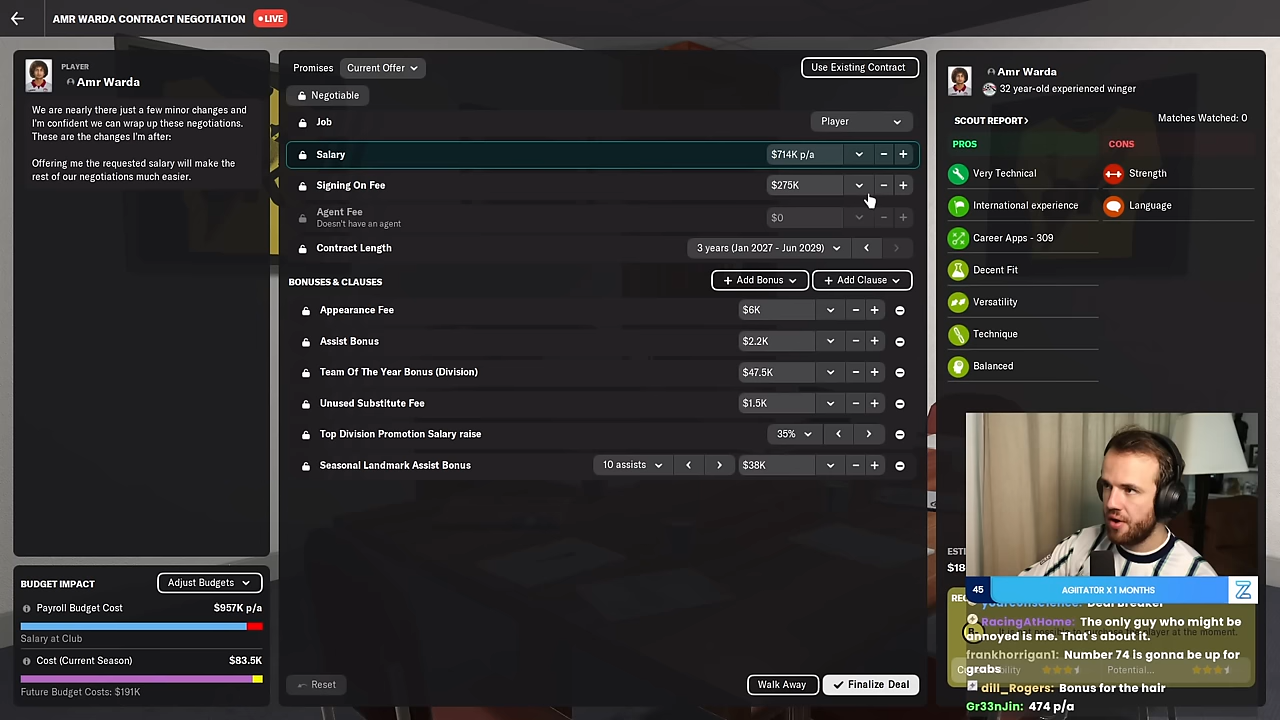 AMR WARDA CONTRACT NEGOTIATION
LIVE
PLAYER
Amr Warda
We are nearly there just a few minor changes and
I'm confident we can wrap up these negotiations.
These are the changes I'm after:
Offering me the requested salary will make the
rest of our negotiations much easier.
BUDGET IMPACT
Adjust Budgets
Payroll Budget Cost
$957K p/a
Salary at Club
Cost (Current Season)
$83.5K
Future Budget Costs: $191K
Promises
Current Offer
Use Existing Contract
Negotiable
Job
Player
Salary
$714K p/a
Signing On Fee
$275K
Agent Fee
Doesn't have an agent
$0
Contract Length
3 years (Jan 2027 - Jun 2029)
BONUSES & CLAUSES
Add Bonus
Add Clause
Appearance Fee
$6K
Assist Bonus
$2.2K
Team Of The Year Bonus (Division)
$47.5K
Unused Substitute Fee
$1.5K
Top Division Promotion Salary raise
35%
Seasonal Landmark Assist Bonus
10 assists
$38K
Reset
Walk Away
Finalize Deal
Amr Warda
32 year-old experienced winger
SCOUT REPORT
Matches Watched: 0
PROS
CONS
Very Technical
Strength
International experience
Language
Career Apps - 309
Decent Fit
Versatility
Technique
Balanced
45
AGIITATOR X 1 MONTHS
Z
yourconscience: Deal Breaker
RacingAtHome: The only guy who might be
annoyed is me. That's about it.
frankhorrigan1: Number 74 is gonna be up for
grabs
Potential...
dill_Rogers: Bonus for the hair
Gr33nJin: 474 p/a